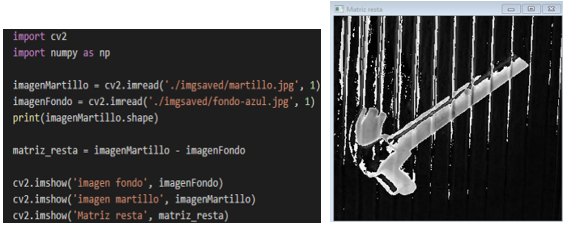 import cv2
import numpy as np
imagenMartillo = cv2.imread('./imgsaved/martillo.jpg', 1)
imagenFondo = cv2.imread('./imgsaved/fondo-azul.jpg', 1)
print(imagenMartillo.shape)
matriz_resta = imagenMartillo - imagenFondo
cv2.imshow('imagen fondo', imagenFondo)
cv2.imshow('imagen martillo', imagenMartillo)
cv2.imshow('Matriz resta', matriz_resta)
Matriz resta